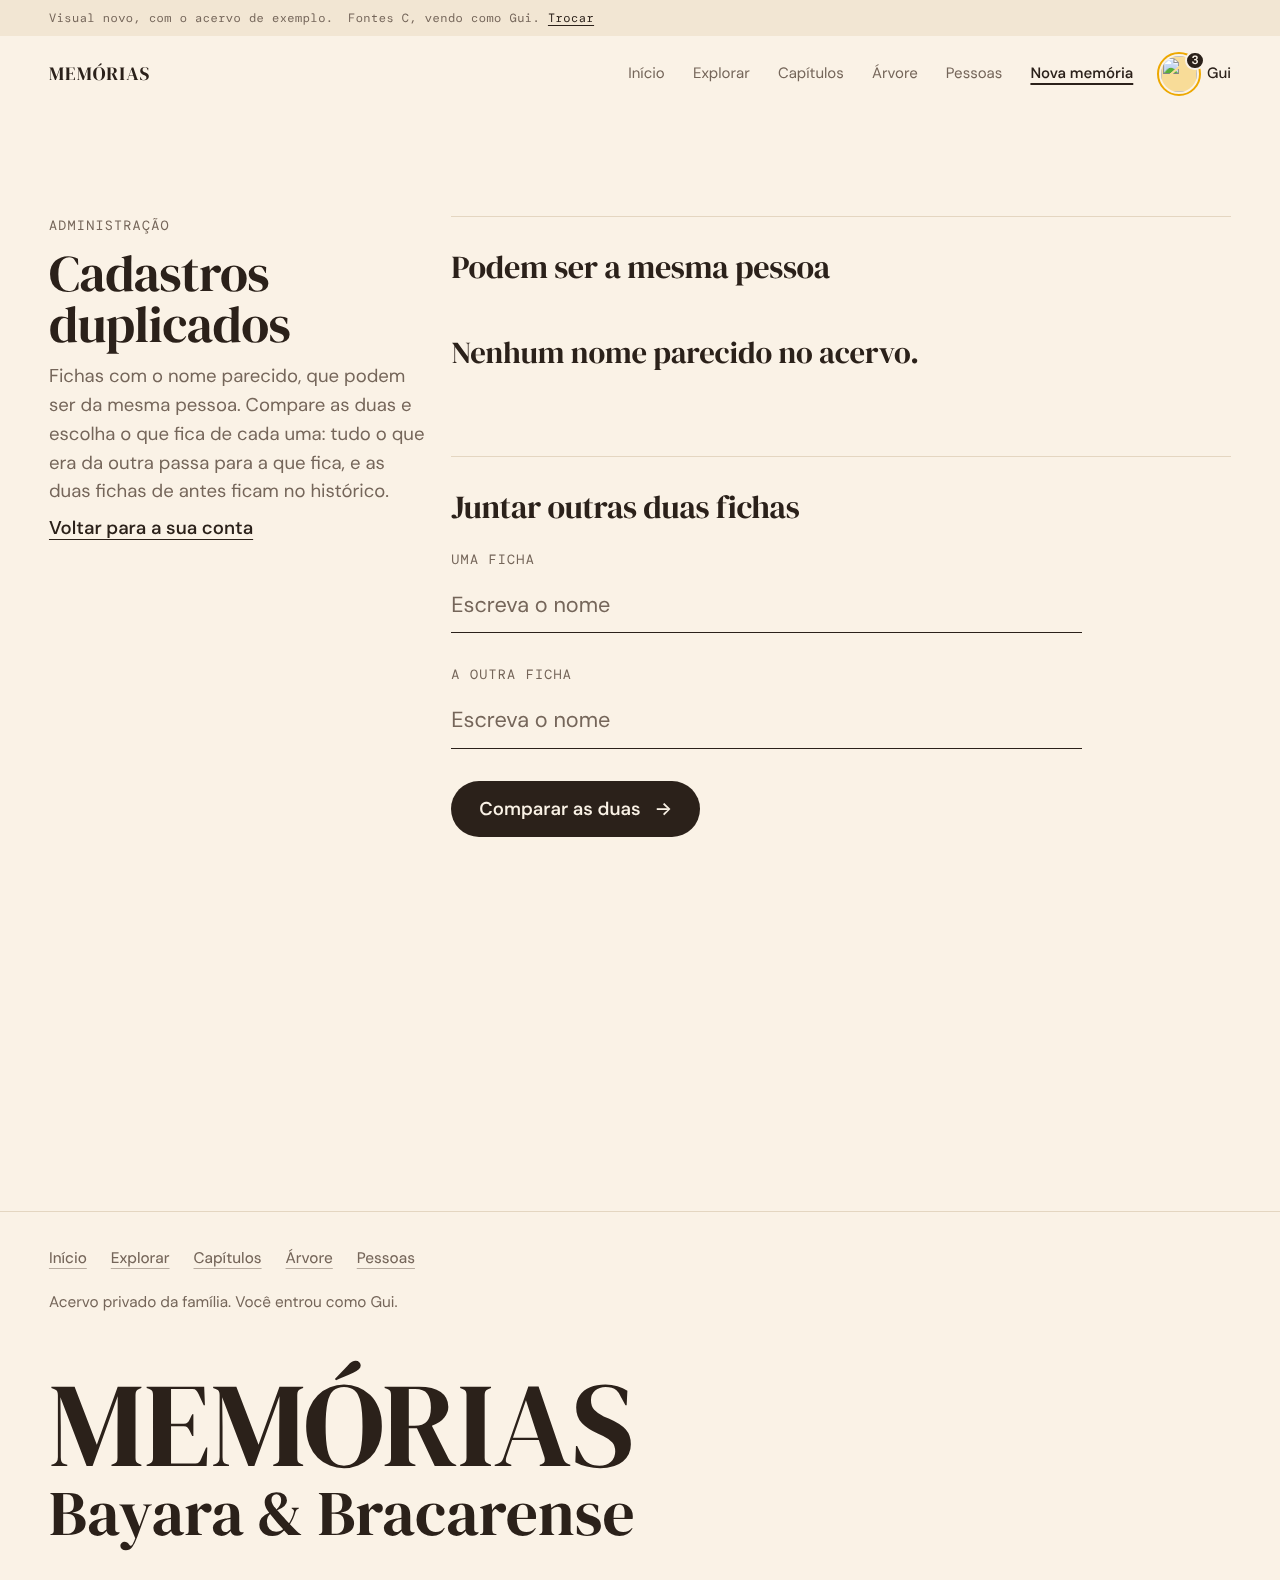 Visual novo, com o acervo de exemplo. Fontes C, vendo como Gui. Trocar
MEMÓRIAS
Início Explorar Capítulos Árvore Pessoas Nova memória 3 Gui
ADMINISTRAÇÃO
Cadastros
duplicados
Fichas com o nome parecido, que podem
ser da mesma pessoa. Compare as duas e
escolha o que fica de cada uma: tudo o que
era da outra passa para a que fica, e as
duas fichas de antes ficam no histórico.
Voltar para a sua conta
Podem ser a mesma pessoa
Nenhum nome parecido no acervo.
Juntar outras duas fichas
UMA FICHA
Escreva o nome
A OUTRA FICHA
Escreva o nome
Comparar as duas →
Início Explorar Capítulos Árvore Pessoas
Acervo privado da família. Você entrou como Gui.
MEMÓRIAS
Bayara & Bracarense